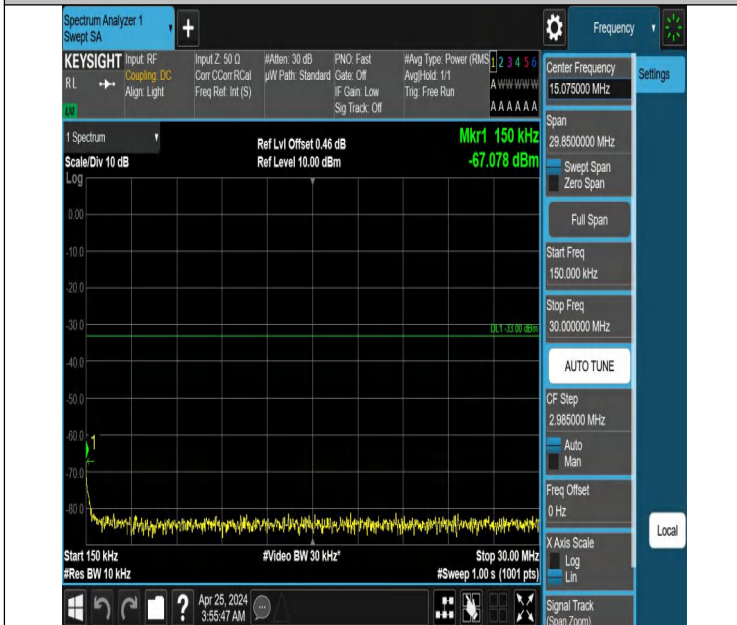 Spectrum Analyzer 1
Swept SA
+
Frequency
KEYSIGHT
RL
LXI
Input: RF
Coupling: DC
Align: Light
Input Z: 50 Ω
Corr CCorr RCal
Freq Ref: Int (S)
#Atten: 30 dB
µW Path: Standard
PNO: Fast
Gate: Off
IF Gain: Low
Sig Track: Off
#Avg Type: Power (RMS
Avg|Hold: 1/1
Trig: Free Run
1 2 3 4 5 6
A W W W W W
A A A A A A
1 Spectrum
Scale/Div 10 dB
Log
Ref Lvl Offset 0.46 dB
Ref Level 10.00 dBm
Mkr1 150 kHz
-67.078 dBm
0.00
-10.0
-20.0
-30.0
DL1 -33.00 dBm
-40.0
-50.0
-60.0
1
-70.0
-80.0
Start 150 kHz
#Video BW 30 kHz*
Stop 30.00 MHz
#Res BW 10 kHz
#Sweep 1.00 s (1001 pts)
?
Apr 25, 2024
3:55:47 AM
Center Frequency
15.075000 MHz
Settings
Span
29.8500000 MHz
Swept Span
Zero Span
Full Span
Start Freq
150.000 kHz
Stop Freq
30.000000 MHz
AUTO TUNE
CF Step
2.985000 MHz
Auto
Man
Freq Offset
0 Hz
Local
X Axis Scale
Log
Lin
Signal Track
(Span Zoom)